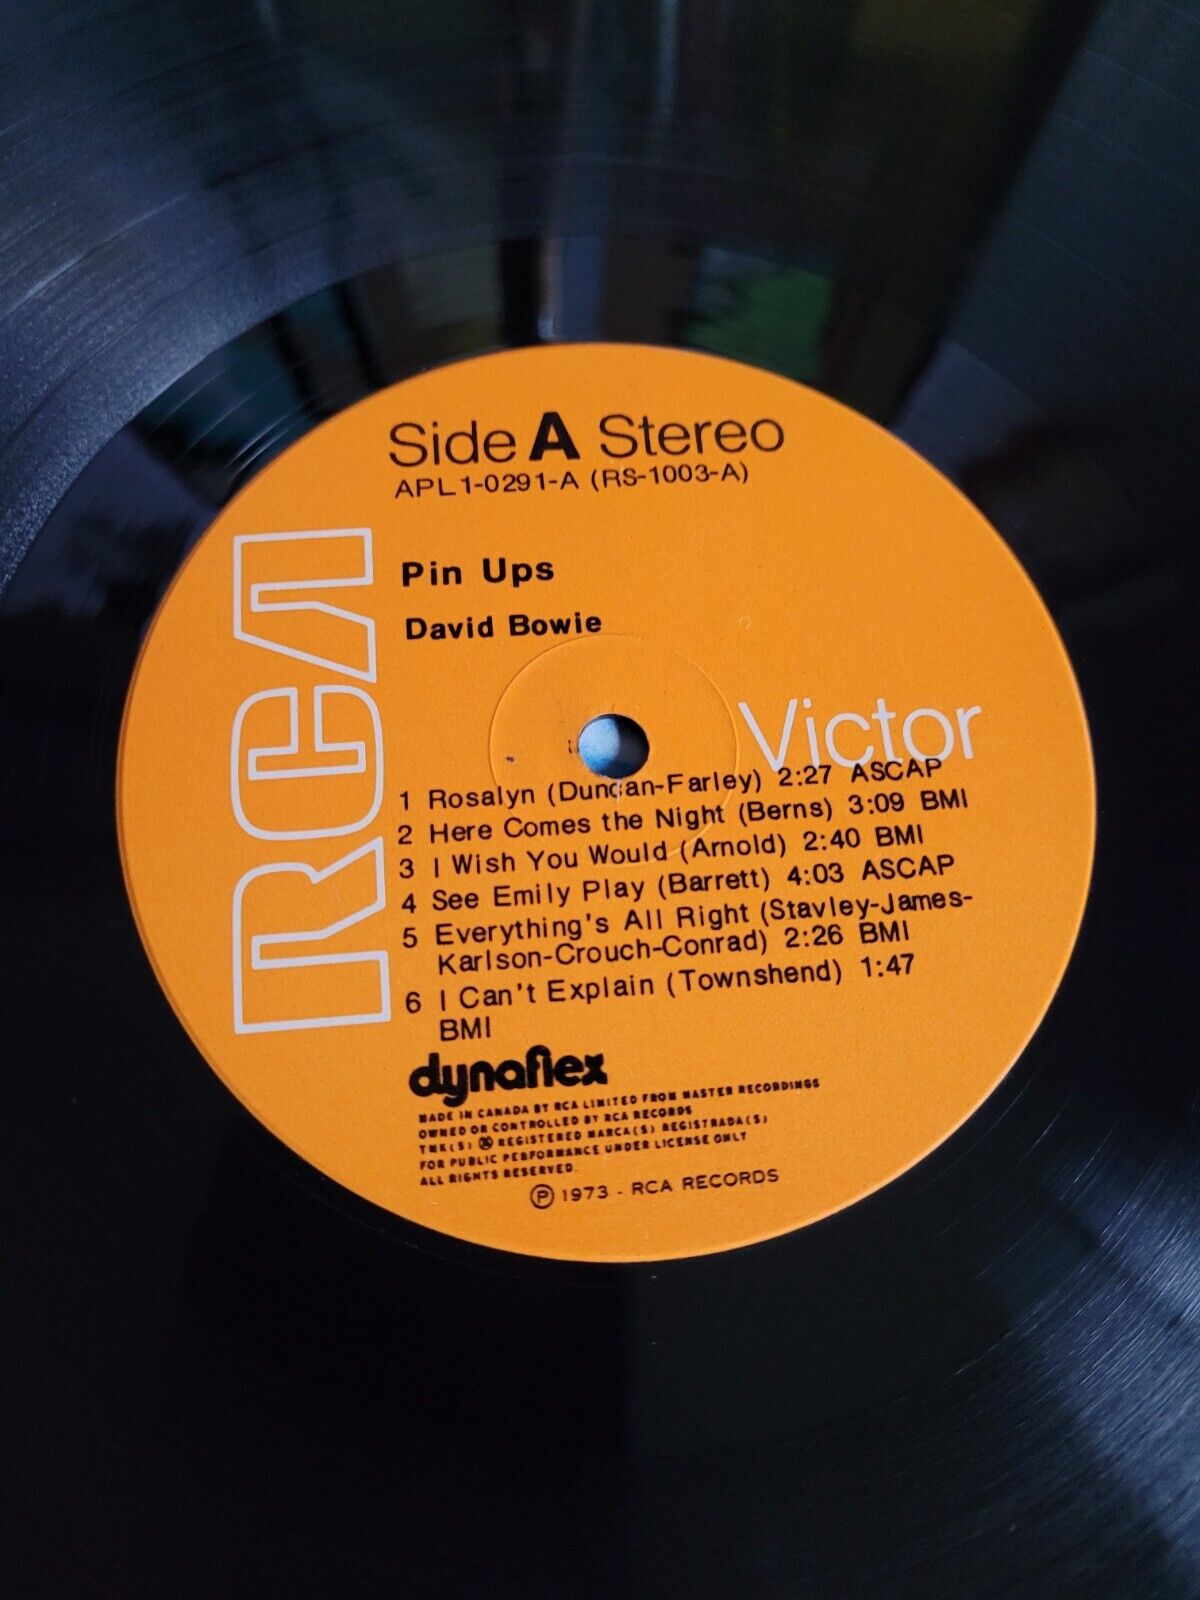 Side A Stereo
APL1-0291-A (RS-1003-A)
RCA
Pin Ups
David Bowie
Victor
1 Rosalyn (Duncan-Farley) 2:27 ASCAP
2 Here Comes the Night (Berns) 3:09 BMI
3 I Wish You Would (Arnold) 2:40 BMI
4 See Emily Play (Barrett) 4:03 ASCAP
5 Everything's All Right (Stavley-James-
Karlson-Crouch-Conrad) 2:26 BMI
6 I Can't Explain (Townshend) 1:47
BMI
dynaflex
MADE IN CANADA BY RCA LIMITED FROM MASTER RECORDINGS
OWNED OR CONTROLLED BY RCA RECORDS
TMK(S) ® REGISTERED MARCA(S) REGISTRADA(S)
FOR PUBLIC PERFORMANCE UNDER LICENSE ONLY
ALL RIGHTS RESERVED.
℗ 1973 - RCA RECORDS